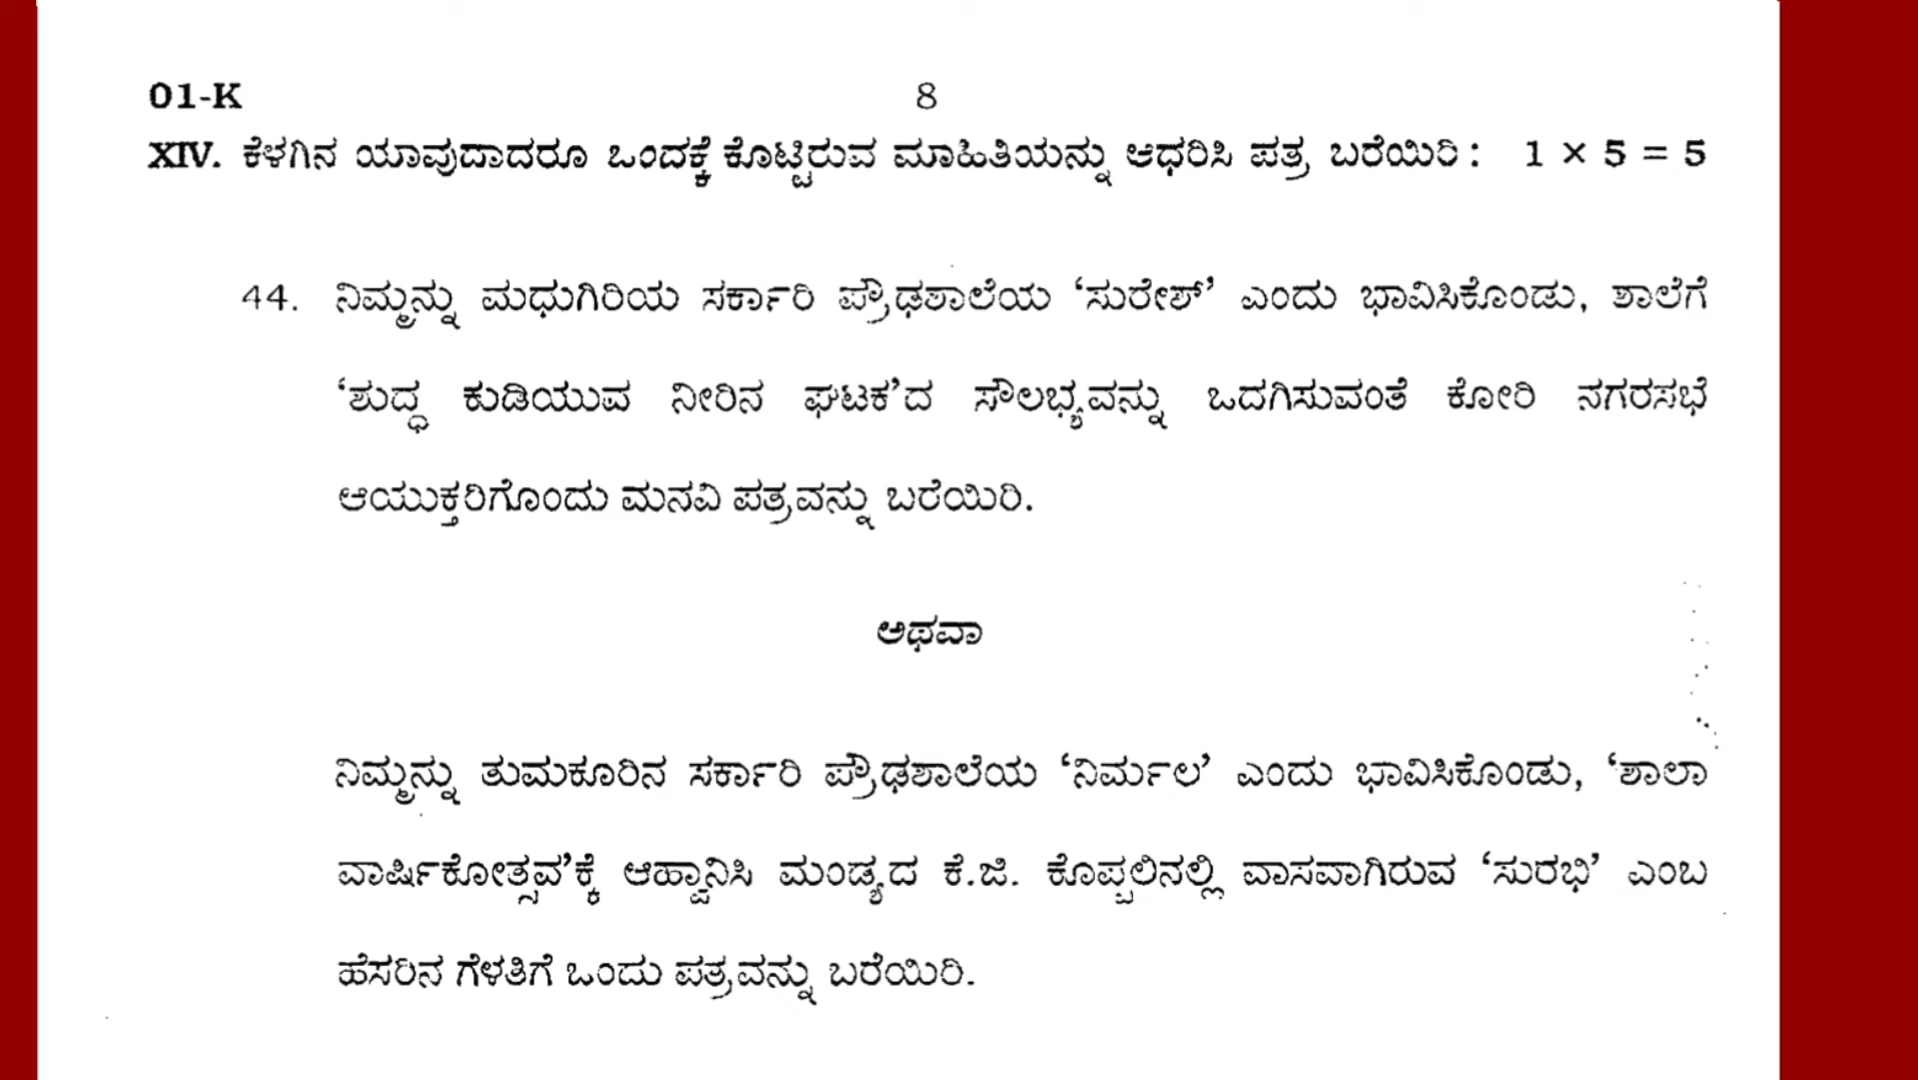 01-K
8
XIV. ಕೆಳಗಿನ ಯಾವುದಾದರೂ ಒಂದಕ್ಕೆ ಕೊಟ್ಟಿರುವ ಮಾಹಿತಿಯನ್ನು ಆಧರಿಸಿ ಪತ್ರ ಬರೆಯಿರಿ : 1 × 5 = 5
44. ನಿಮ್ಮನ್ನು ಮಧುಗಿರಿಯ ಸರ್ಕಾರಿ ಪ್ರೌಢಶಾಲೆಯ ‘ಸುರೇಶ್’ ಎಂದು ಭಾವಿಸಿಕೊಂಡು, ಶಾಲೆಗೆ
‘ಶುದ್ಧ ಕುಡಿಯುವ ನೀರಿನ ಘಟಕ’ದ ಸೌಲಭ್ಯವನ್ನು ಒದಗಿಸುವಂತೆ ಕೋರಿ ನಗರಸಭೆ
ಆಯುಕ್ತರಿಗೊಂದು ಮನವಿ ಪತ್ರವನ್ನು ಬರೆಯಿರಿ.
ಅಥವಾ
ನಿಮ್ಮನ್ನು ತುಮಕೂರಿನ ಸರ್ಕಾರಿ ಪ್ರೌಢಶಾಲೆಯ ‘ನಿರ್ಮಲ’ ಎಂದು ಭಾವಿಸಿಕೊಂಡು, ‘ಶಾಲಾ
ವಾರ್ಷಿಕೋತ್ಸವ’ಕ್ಕೆ ಆಹ್ವಾನಿಸಿ ಮಂಡ್ಯದ ಕೆ.ಜಿ. ಕೊಪ್ಪಲಿನಲ್ಲಿ ವಾಸವಾಗಿರುವ ‘ಸುರಭಿ’ ಎಂಬ
ಹೆಸರಿನ ಗೆಳತಿಗೆ ಒಂದು ಪತ್ರವನ್ನು ಬರೆಯಿರಿ.